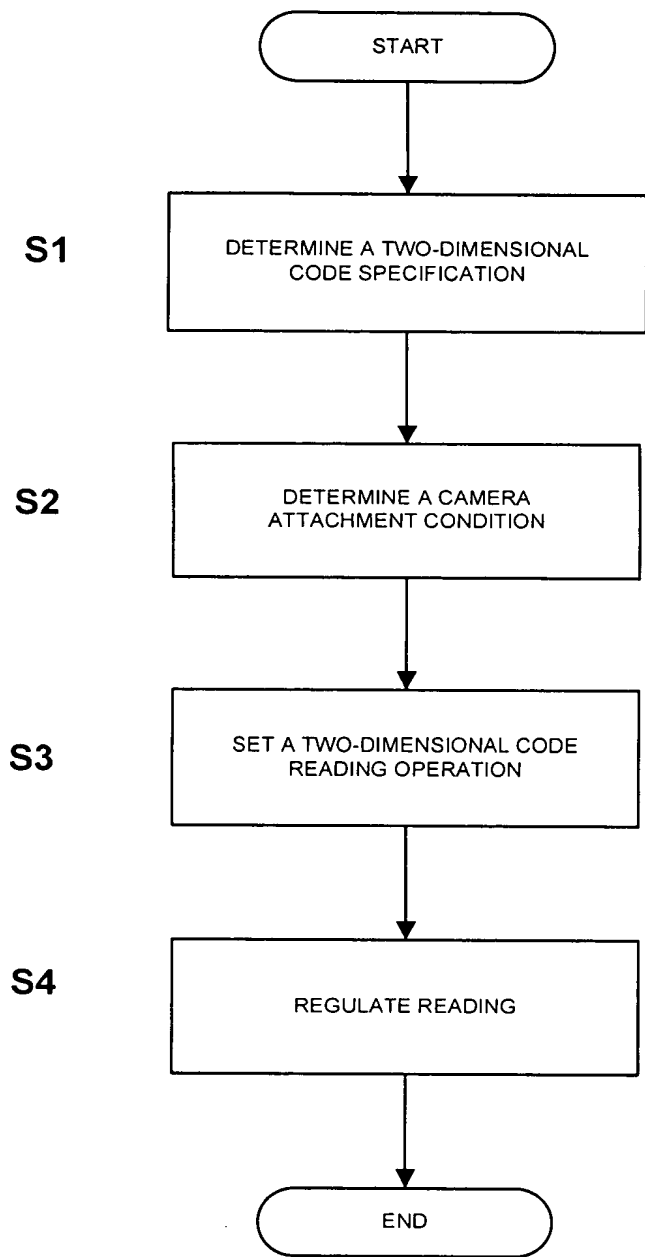 START
S1
DETERMINE A TWO-DIMENSIONAL
CODE SPECIFICATION
S2
DETERMINE A CAMERA
ATTACHMENT CONDITION
S3
SET A TWO-DIMENSIONAL CODE
READING OPERATION
S4
REGULATE READING
END